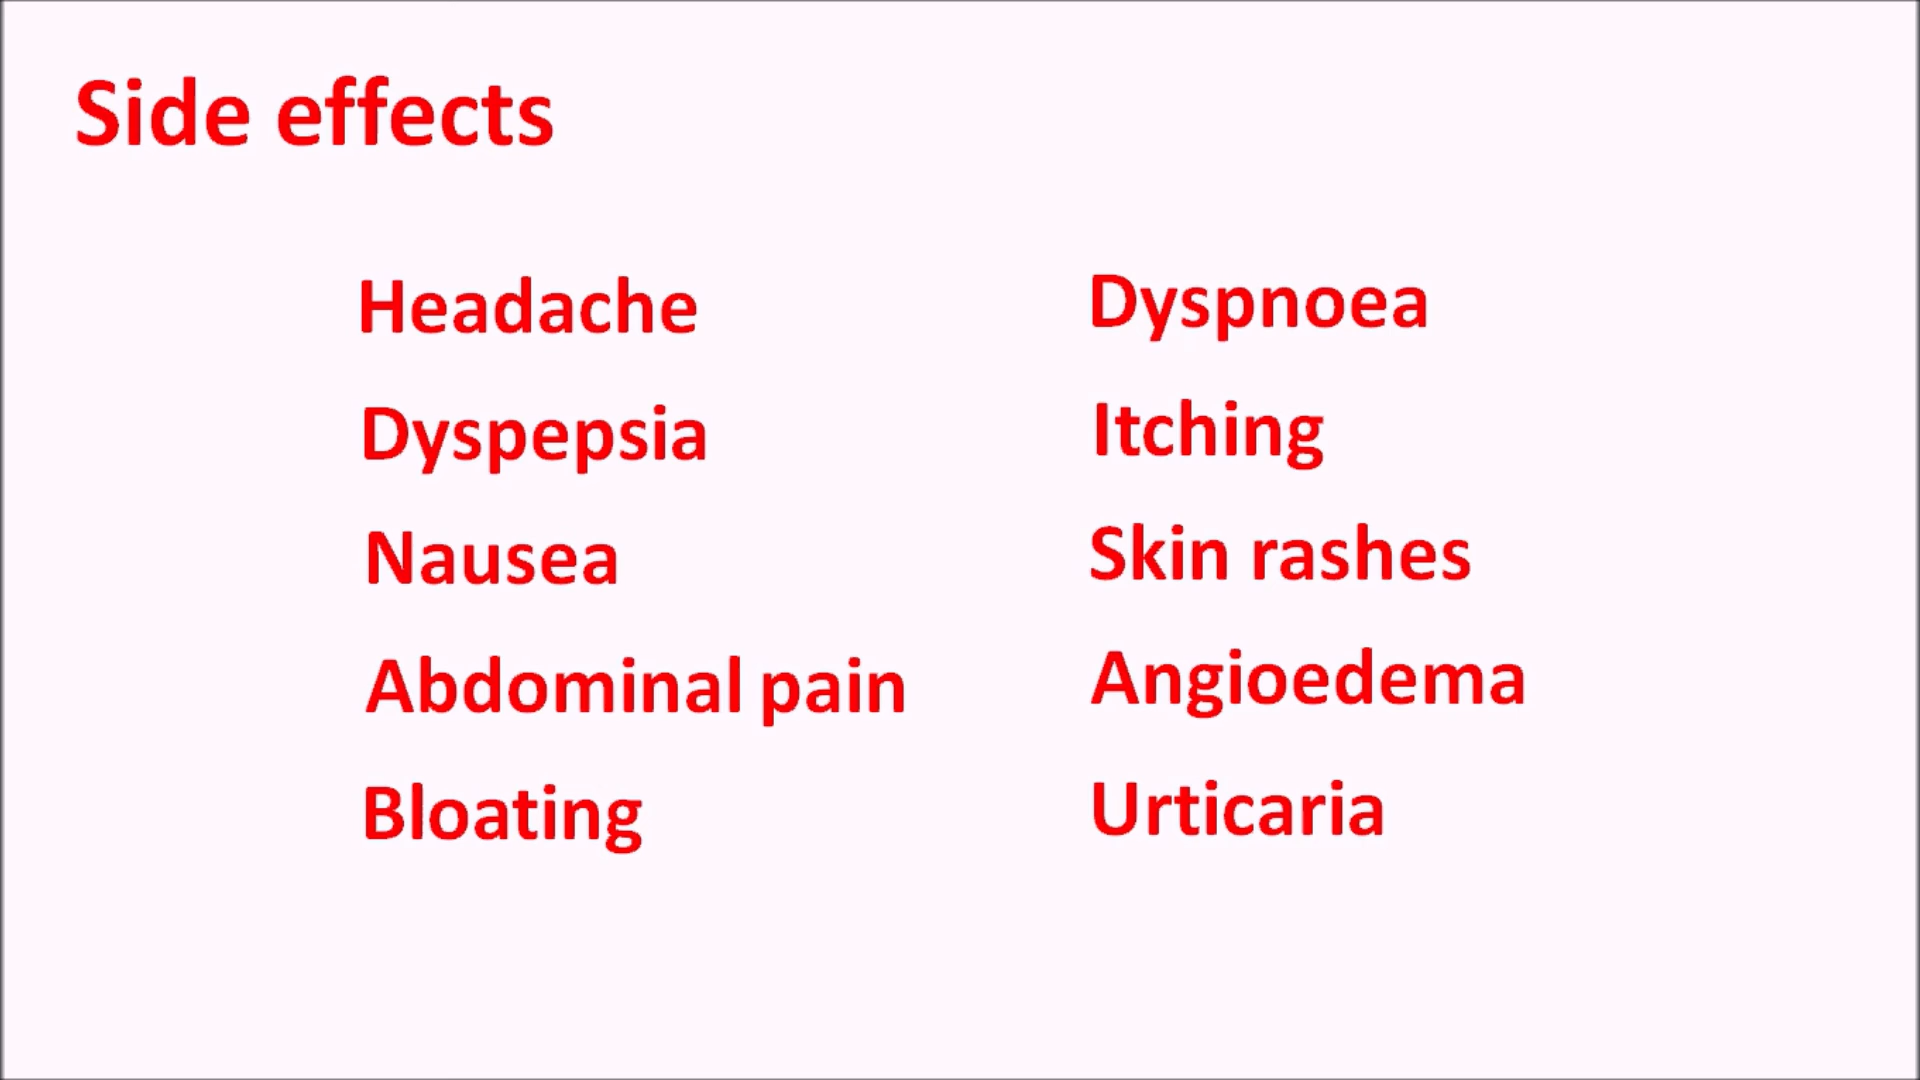 Side effects
Headache
Dyspepsia
Nausea
Abdominal pain
Bloating
Dyspnoea
Itching
Skin rashes
Angioedema
Urticaria